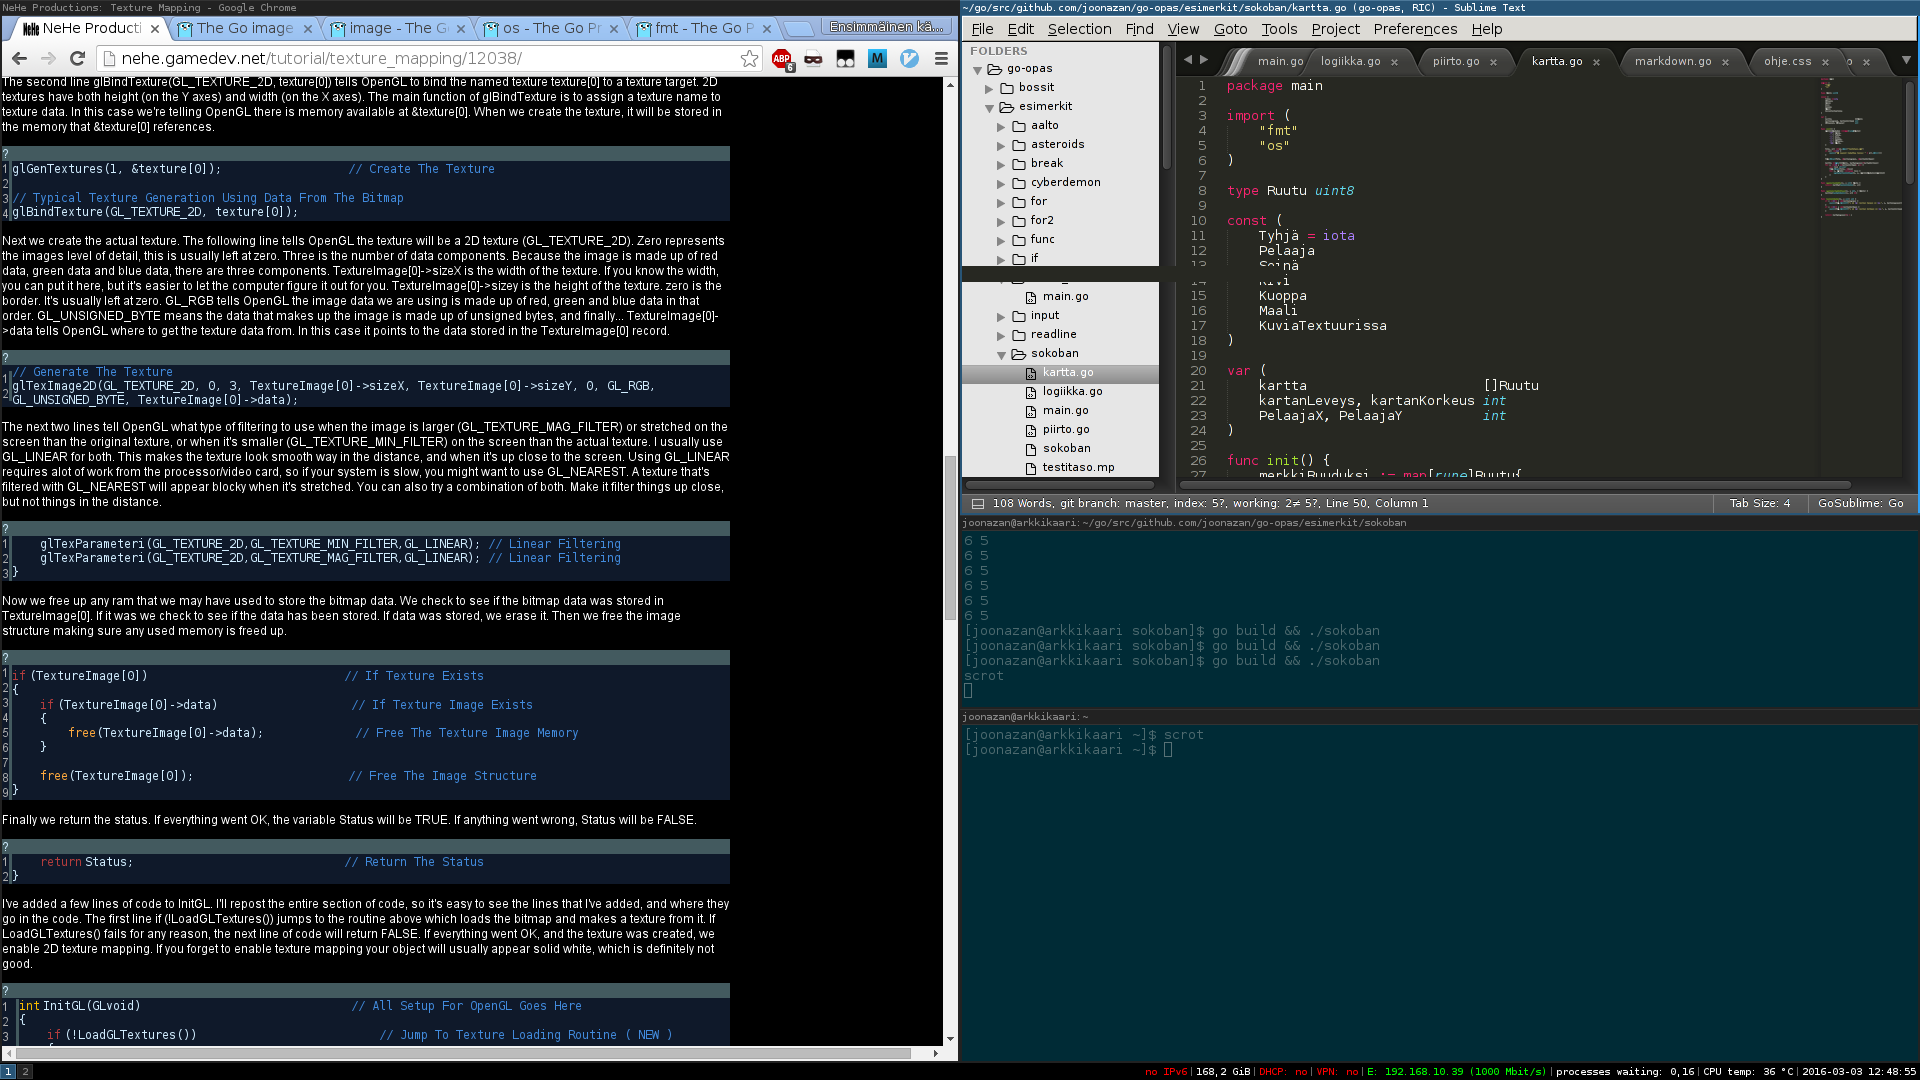 NeHe Productions: Texture Mapping - Google Chrome
NeHe Producti
The Go image
image - The G
os - The Go Pr
fmt - The Go P
Ensimmäinen kä...
nehe.gamedev.net/tutorial/texture_mapping/12038/
ABP
6
The second line glBindTexture(GL_TEXTURE_2D, texture[0]) tells OpenGL to bind the named texture texture[0] to a texture target. 2D
textures have both height (on the Y axes) and width (on the X axes). The main function of glBindTexture is to assign a texture name to
texture data. In this case we're telling OpenGL there is memory available at &texture[0]. When we create the texture, it will be stored in
the memory that &texture[0] references.
?
1 glGenTextures(1, &texture[0]); // Create The Texture
2
3 // Typical Texture Generation Using Data From The Bitmap
4 glBindTexture(GL_TEXTURE_2D, texture[0]);
Next we create the actual texture. The following line tells OpenGL the texture will be a 2D texture (GL_TEXTURE_2D). Zero represents
the images level of detail, this is usually left at zero. Three is the number of data components. Because the image is made up of red
data, green data and blue data, there are three components. TextureImage[0]->sizeX is the width of the texture. If you know the width,
you can put it here, but it's easier to let the computer figure it out for you. TextureImage[0]->sizey is the height of the texture. zero is the
border. It's usually left at zero. GL_RGB tells OpenGL the image data we are using is made up of red, green and blue data in that
order. GL_UNSIGNED_BYTE means the data that makes up the image is made up of unsigned bytes, and finally... TextureImage[0]-
>data tells OpenGL where to get the texture data from. In this case it points to the data stored in the TextureImage[0] record.
?
1 // Generate The Texture
2 glTexImage2D(GL_TEXTURE_2D, 0, 3, TextureImage[0]->sizeX, TextureImage[0]->sizeY, 0, GL_RGB,
GL_UNSIGNED_BYTE, TextureImage[0]->data);
The next two lines tell OpenGL what type of filtering to use when the image is larger (GL_TEXTURE_MAG_FILTER) or stretched on the
screen than the original texture, or when it's smaller (GL_TEXTURE_MIN_FILTER) on the screen than the actual texture. I usually use
GL_LINEAR for both. This makes the texture look smooth way in the distance, and when it's up close to the screen. Using GL_LINEAR
requires alot of work from the processor/video card, so if your system is slow, you might want to use GL_NEAREST. A texture that's
filtered with GL_NEAREST will appear blocky when it's stretched. You can also try a combination of both. Make it filter things up close,
but not things in the distance.
?
1 glTexParameteri(GL_TEXTURE_2D,GL_TEXTURE_MIN_FILTER,GL_LINEAR); // Linear Filtering
2 glTexParameteri(GL_TEXTURE_2D,GL_TEXTURE_MAG_FILTER,GL_LINEAR); // Linear Filtering
3 }
Now we free up any ram that we may have used to store the bitmap data. We check to see if the bitmap data was stored in
TextureImage[0]. If it was we check to see if the data has been stored. If data was stored, we erase it. Then we free the image
structure making sure any used memory is freed up.
?
1 if (TextureImage[0]) // If Texture Exists
2 {
3 if (TextureImage[0]->data) // If Texture Image Exists
4 {
5 free(TextureImage[0]->data); // Free The Texture Image Memory
6 }
7
8 free(TextureImage[0]); // Free The Image Structure
9 }
Finally we return the status. If everything went OK, the variable Status will be TRUE. If anything went wrong, Status will be FALSE.
?
1 return Status; // Return The Status
2 }
I've added a few lines of code to InitGL. I'll repost the entire section of code, so it's easy to see the lines that I've added, and where they
go in the code. The first line if (!LoadGLTextures()) jumps to the routine above which loads the bitmap and makes a texture from it. If
LoadGLTextures() fails for any reason, the next line of code will return FALSE. If everything went OK, and the texture was created, we
enable 2D texture mapping. If you forget to enable texture mapping your object will usually appear solid white, which is definitely not
good.
?
1 int InitGL(GLvoid) // All Setup For OpenGL Goes Here
2 {
3 if (!LoadGLTextures()) // Jump To Texture Loading Routine ( NEW )
~/go/src/github.com/joonazan/go-opas/esimerkit/sokoban/kartta.go (go-opas, RIC) - Sublime Text
File Edit Selection Find View Goto Tools Project Preferences Help
FOLDERS
go-opas
bossit
esimerkit
aalto
asteroids
break
cyberdemon
for
for2
func
if
main.go
input
readline
sokoban
kartta.go
logiikka.go
main.go
piirto.go
sokoban
testitaso.mp
main.go
logiikka.go
piirto.go
kartta.go
markdown.go
ohje.css
1 package main
2
3 import (
4 "fmt"
5 "os"
6 )
7
8 type Ruutu uint8
9
10 const (
11 Tyhjä = iota
12 Pelaaja
13 Seinä
14 Kivi
15 Kuoppa
16 Maali
17 KuviaTextuurissa
18 )
19
20 var (
21 kartta []Ruutu
22 kartanLeveys, kartanKorkeus int
23 PelaajaX, PelaajaY int
24 )
25
26 func init() {
27 merkkiRuuduksi := map[rune]Ruutu{
108 Words, git branch: master, index: 5?, working: 2≠ 5?, Line 50, Column 1
Tab Size: 4
GoSublime: Go
joonazan@arkkikaari:~/go/src/github.com/joonazan/go-opas/esimerkit/sokoban
6 5
6 5
6 5
6 5
6 5
6 5
[joonazan@arkkikaari sokoban]$ go build && ./sokoban
[joonazan@arkkikaari sokoban]$ go build && ./sokoban
[joonazan@arkkikaari sokoban]$ go build && ./sokoban
scrot
joonazan@arkkikaari:~
[joonazan@arkkikaari ~]$ scrot
[joonazan@arkkikaari ~]$
1 2
no IPv6|168,2 GiB|DHCP: no|VPN: no|E: 192.168.10.39 (1000 Mbit/s)|processes waiting: 0,16|CPU temp: 36 °C|2016-03-03 12:48:55